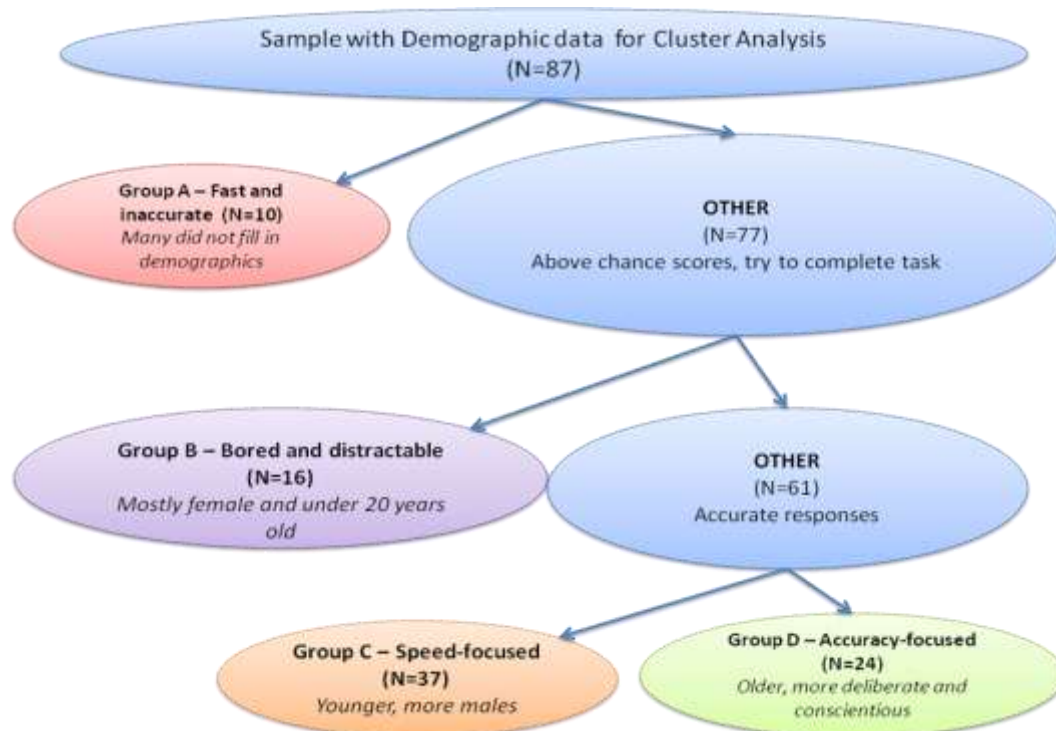 Sample with Demographic data for Cluster Analysis
(N=87)
Group A – Fast and
inaccurate (N=10)
Many did not fill in
demographics
OTHER
(N=77)
Above chance scores, try to complete task
Group B – Bored and distractable
(N=16)
Mostly female and under 20 years
old
OTHER
(N=61)
Accurate responses
Group C – Speed-focused
(N=37)
Younger, more males
Group D – Accuracy-focused
(N=24)
Older, more deliberate and
conscientious